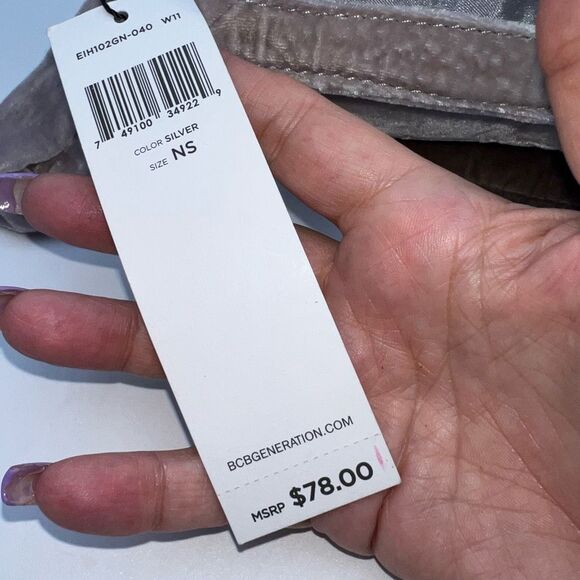 EIH102GN-040 W11
7 49100 34922 9
COLOR SILVER
SIZE NS
BCBGENERATION.COM
MSRP $78.00